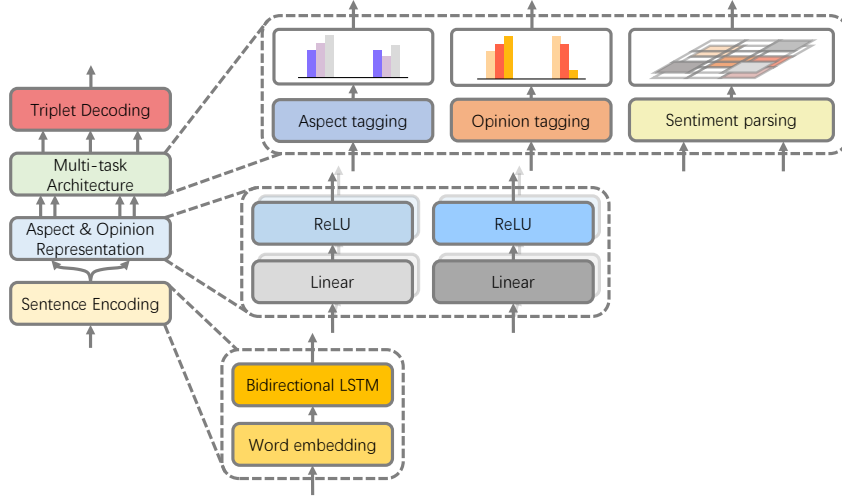 Triplet Decoding
Multi-task
Architecture
Aspect & Opinion
Representation
Sentence Encoding
Aspect tagging
Opinion tagging
Sentiment parsing
ReLU
ReLU
Linear
Linear
Bidirectional LSTM
Word embedding